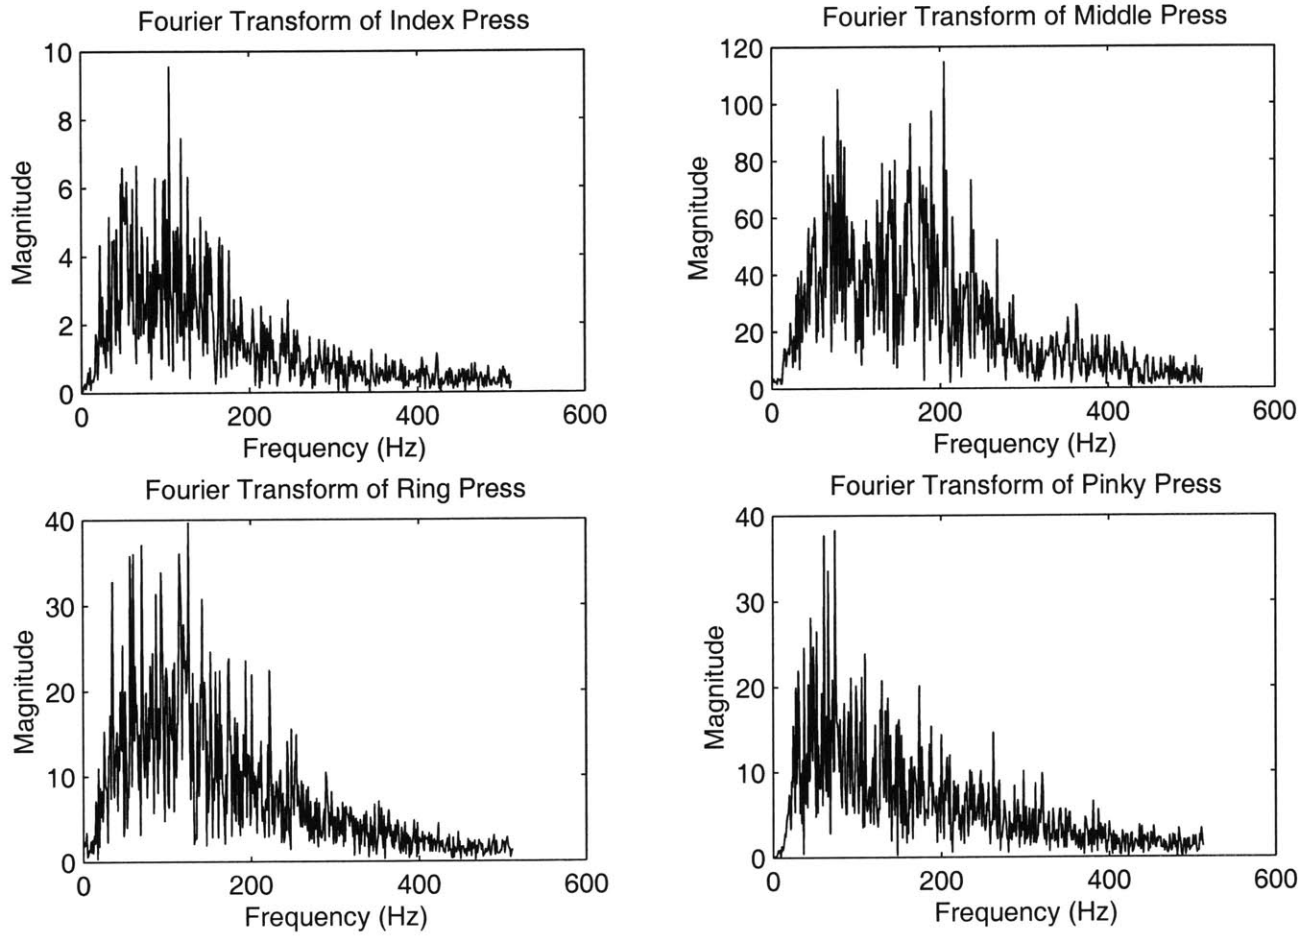 Fourier Transform of Index Press
10
8
6
4
2
0
Magnitude
0 200 400 600
Frequency (Hz)
Fourier Transform of Middle Press
120
100
80
60
40
20
0
Magnitude
0 200 400 600
Frequency (Hz)
Fourier Transform of Ring Press
40
30
20
10
0
Magnitude
0 200 400 600
Frequency (Hz)
Fourier Transform of Pinky Press
40
30
20
10
0
Magnitude
0 200 400 600
Frequency (Hz)